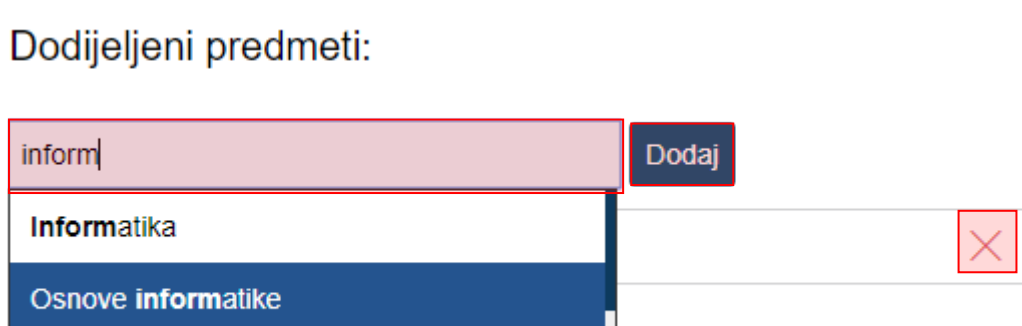 Dodijeljeni predmeti:
inform
Dodaj
Informatika
Osnove informatike